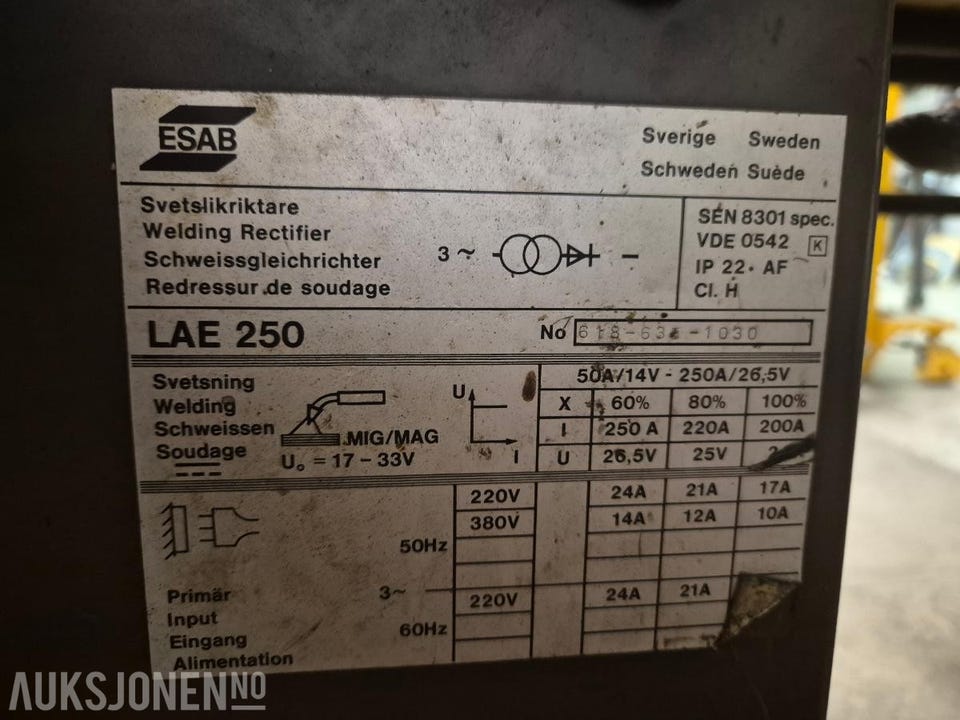 ESAB
Sverige Sweden
Schweden Suède
Svetslikriktare
Welding Rectifier
Schweissgleichrichter
Redressur de soudage
3 ~ –
SEN 8301 spec.
VDE 0542 K
IP 22. AF
Cl. H
LAE 250
No
Svetsning
Welding
Schweissen
Soudage
MIG/MAG
U₀ = 17 – 33V
U
I
50A/14V - 250A/26,5V
X 60% 80% 100%
I 250 A 220A 200A
U 26,5V 25V
220V 24A 21A 17A
380V 14A 12A 10A
50Hz
Primär 3~
Input
Eingang
Alimentation
220V 24A 21A
60Hz
AUKSJONEN.NO